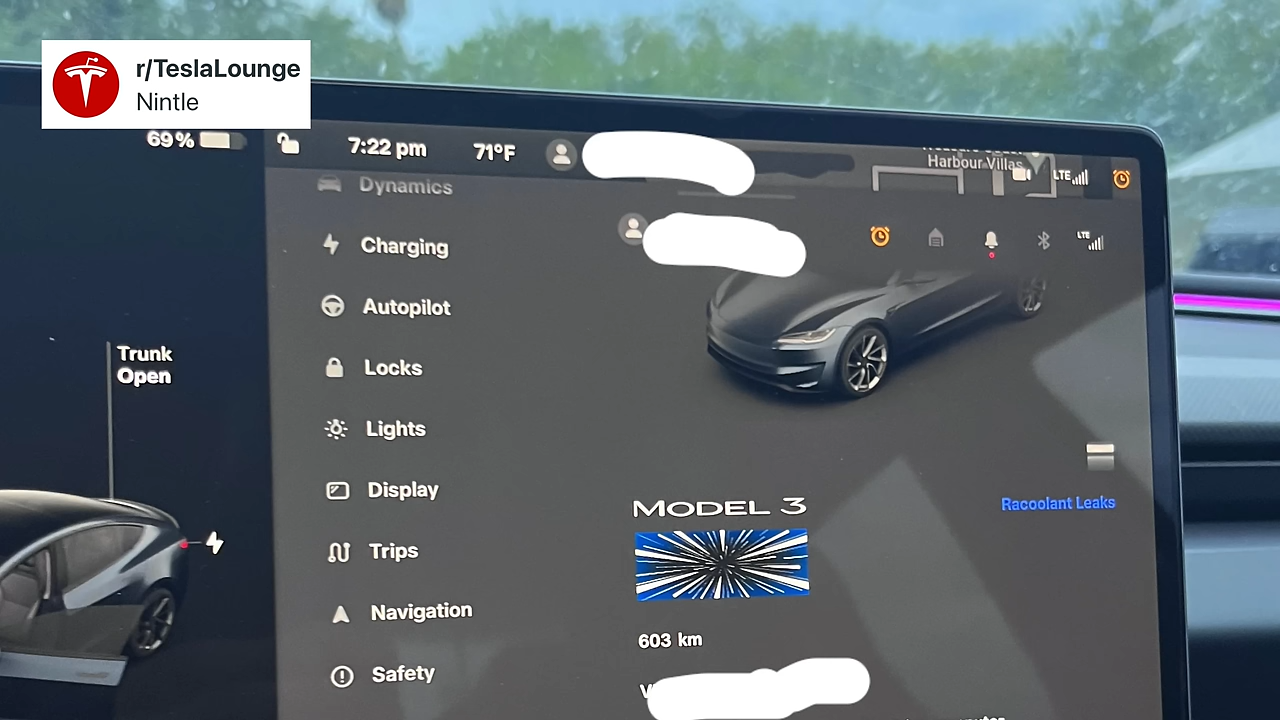 r/TeslaLounge
Nintle
69%
7:22 pm
71°F
Harbour Villas
LTE
Dynamics
LTE
Charging
Autopilot
Trunk
Open
Locks
Lights
Display
MODEL 3
Racoolant Leaks
Trips
Navigation
603 km
Safety
V